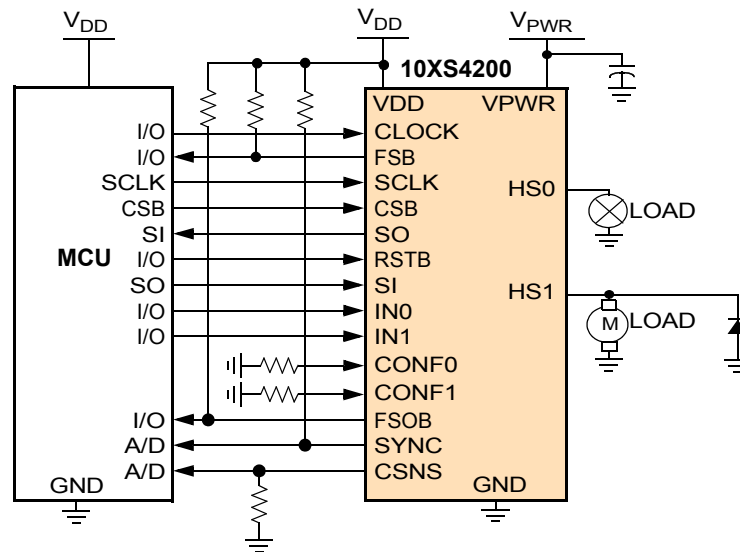 VDD
VDD
VPWR
10XS4200
VDD
VPWR
I/O
CLOCK
I/O
FSB
SCLK
SCLK
HS0
CSB
CSB
LOAD
SI
SO
MCU
I/O
RSTB
SO
SI
HS1
I/O
IN0
M
LOAD
I/O
IN1
CONF0
CONF1
I/O
FSOB
A/D
SYNC
A/D
CSNS
GND
GND